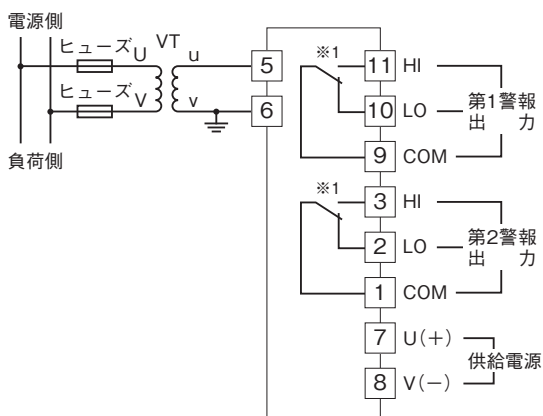 電源側
ヒューズ U VT u
ヒューズ V v
負荷側
5
6
※1
11 HI
10 LO
9 COM
第1警報
出 力
※1
3 HI
2 LO
1 COM
第2警報
出 力
7 U(+)
8 V(−)
供給電源